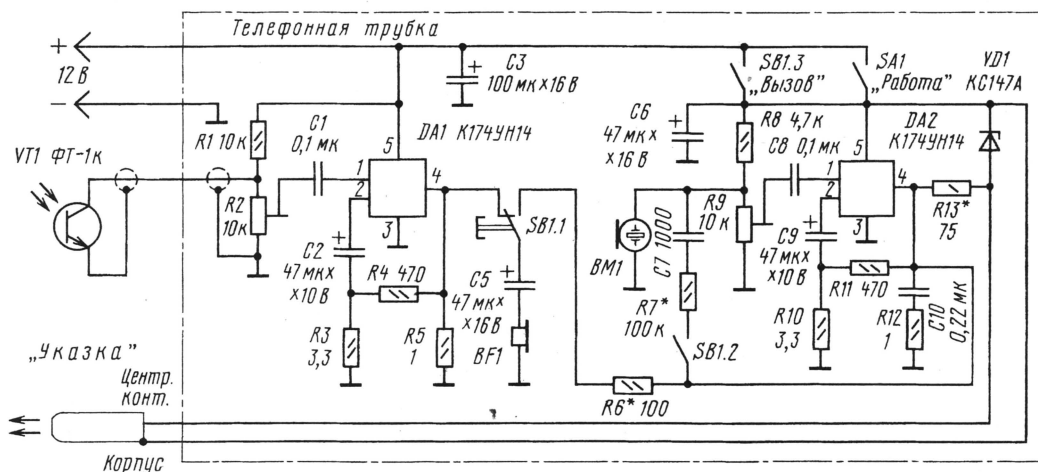 Телефонная трубка
+
12 В
−
VT1 ФТ-1к
R1 10к
R2
10к
C1
0,1 мк
C3
100 мк×16 В
DA1 К174УН14
5
1
2
4
3
C2
47 мк×
×10 В
R4 470
R3
3,3
R5
1
C5
47 мк×
×16 В
BF1
SB1.1
SB1.3
„Вызов”
SA1
„Работа”
VD1
КС147А
C6
47 мк×
×16 В
R8 4,7к
C8 0,1 мк
DA2
К174УН14
5
1
2
4
3
R9
10 к
R13*
75
BM1
C7 1000
C9
47 мк×
×10 В
R7*
100 к
R11 470
R10
3,3
R12
1
C10
0,22 мк
SB1.2
R6* 100
„Указка”
Центр.
конт.
Корпус